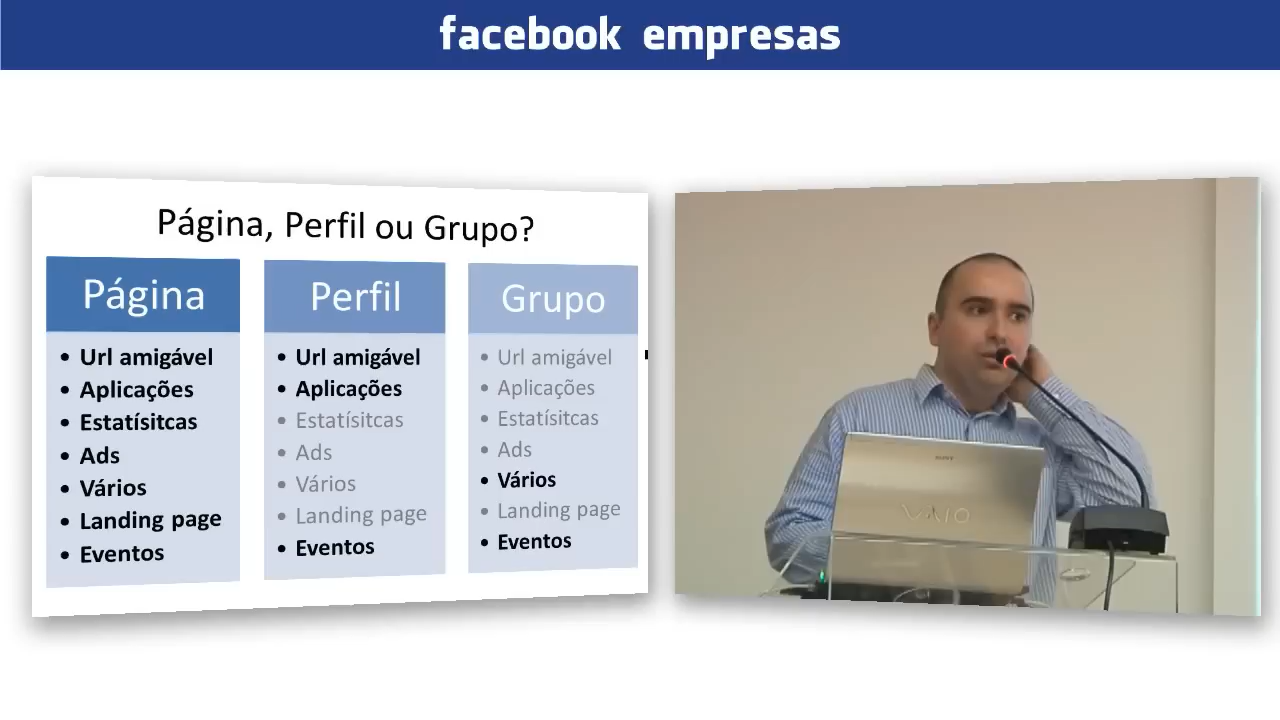 facebook empresas
Página, Perfil ou Grupo?
Página
Url amigável
Aplicações
Estatísitcas
Ads
Vários
Landing page
Eventos
Perfil
Url amigável
Aplicações
Estatísitcas
Ads
Vários
Landing page
Eventos
Grupo
Url amigável
Aplicações
Estatísitcas
Ads
Vários
Landing page
Eventos
SONY
VAIO